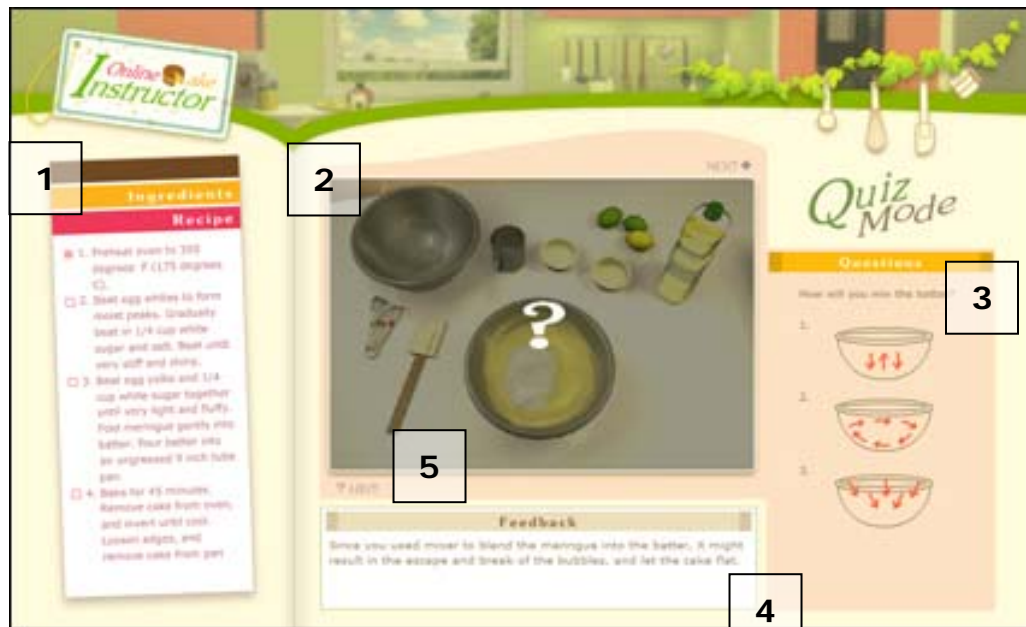 Online Cake
Instructor
1
Ingredients
Recipe
1. Preheat oven to 350
degrees F (175 degrees
C).
2. Beat egg whites to form
moist peaks. Gradually
beat in 1/4 cup white
sugar and salt. Beat until
very stiff and shiny.
3. Beat egg yolks and 1/4
cup white sugar together
until very light and fluffy.
Fold meringue gently into
batter. Pour batter into
an ungreased 9 inch tube
pan
4. Bake for 45 minutes.
Remove cake from oven,
and invert until cool.
Loosen edges, and
remove cake from pan
2
NEXT
?
5
? HINT
Feedback
Since you used mixer to blend the meringue into the batter, it might
result in the escape and break of the bubbles, and let the cake flat.
4
Quiz
Mode
Questions
3
How will you mix the batter?
1.
2.
3.